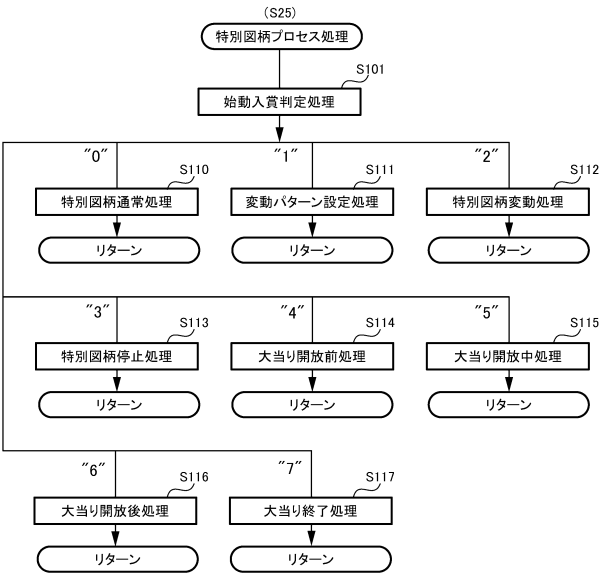 (S25)
特別図柄プロセス処理
S101
始動入賞判定処理
"0" "1" "2"
S110 S111 S112
特別図柄通常処理 変動パターン設定処理 特別図柄変動処理
リターン リターン リターン
"3" "4" "5"
S113 S114 S115
特別図柄停止処理 大当り開放前処理 大当り開放中処理
リターン リターン リターン
"6" "7"
S116 S117
大当り開放後処理 大当り終了処理
リターン リターン